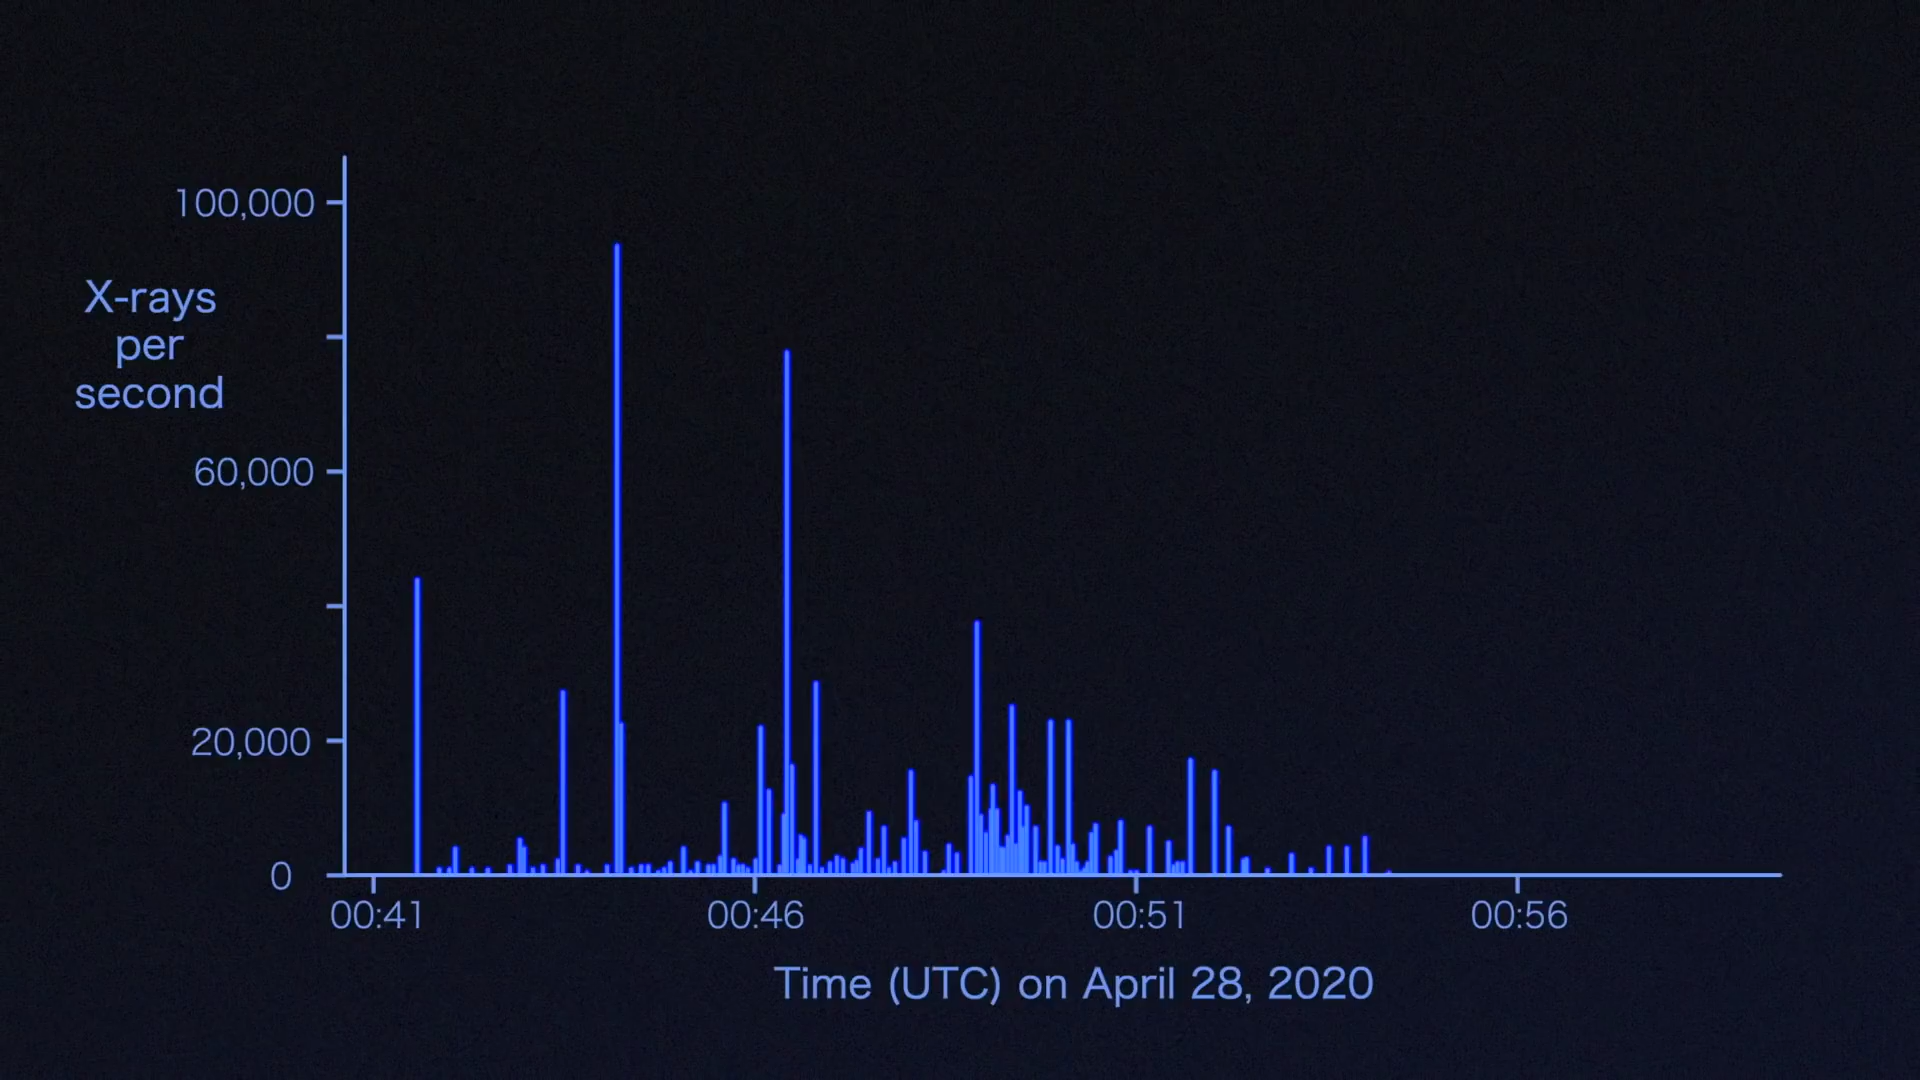 100,000
X-rays
per
second
60,000
20,000
0
00:41 00:46 00:51 00:56
Time (UTC) on April 28, 2020